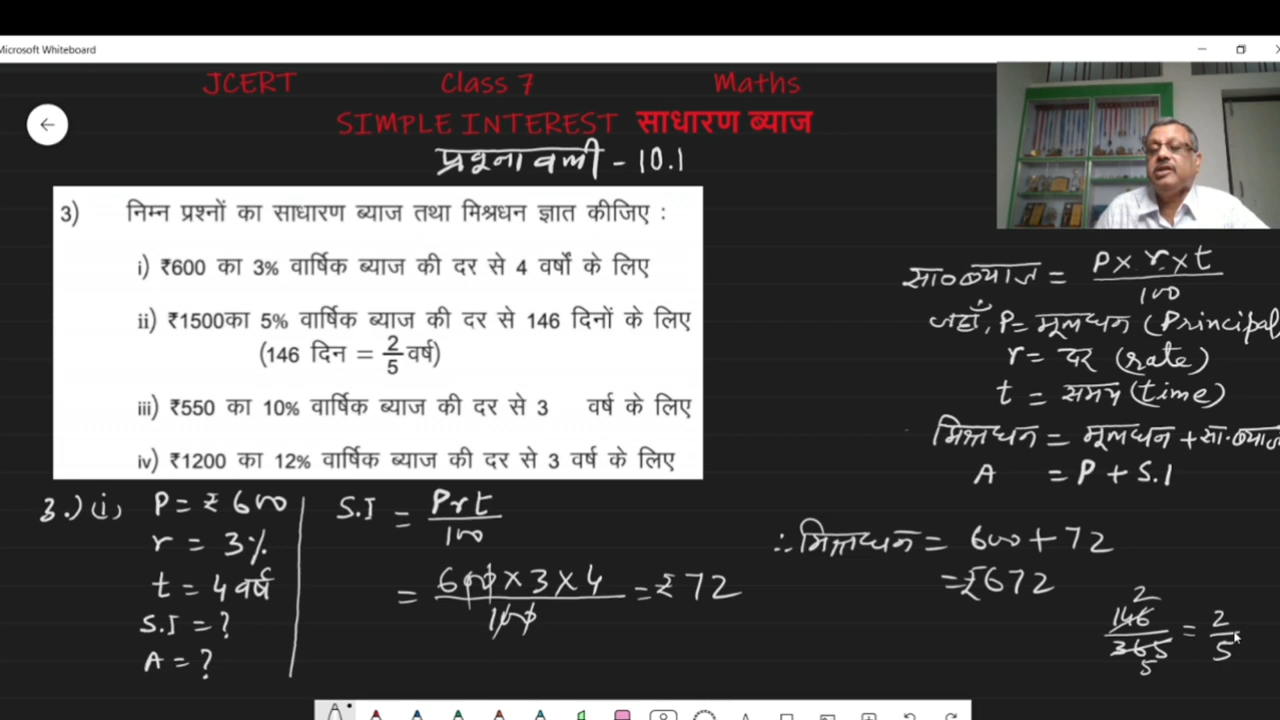 Microsoft Whiteboard
JCERT Class 7 Maths
SIMPLE INTEREST साधारण ब्याज
प्रश्नावली - 10.1
3) निम्न प्रश्नों का साधारण ब्याज तथा मिश्रधन ज्ञात कीजिए :
i) ₹600 का 3% वार्षिक ब्याज की दर से 4 वर्षों के लिए
ii) ₹1500का 5% वार्षिक ब्याज की दर से 146 दिनों के लिए
(146 दिन = 2/5 वर्ष)
iii) ₹550 का 10% वार्षिक ब्याज की दर से 3 वर्ष के लिए
iv) ₹1200 का 12% वार्षिक ब्याज की दर से 3 वर्ष के लिए
सा० ब्याज = P × r × t / 100
जहाँ, P = मूलधन (Principal
r = दर (rate)
t = समय (time)
मिश्रधन = मूलधन + सा. ब्याज
A = P + S.I
3.) (i) P = ₹ 600
r = 3%
t = 4 वर्ष
S.I = ?
A = ?
S.I = Prt / 100
= 600 × 3 × 4 / 100 = ₹ 72
∴ मिश्रधन = 600 + 72
= ₹672
2
146 / 365 = 2 / 5
5